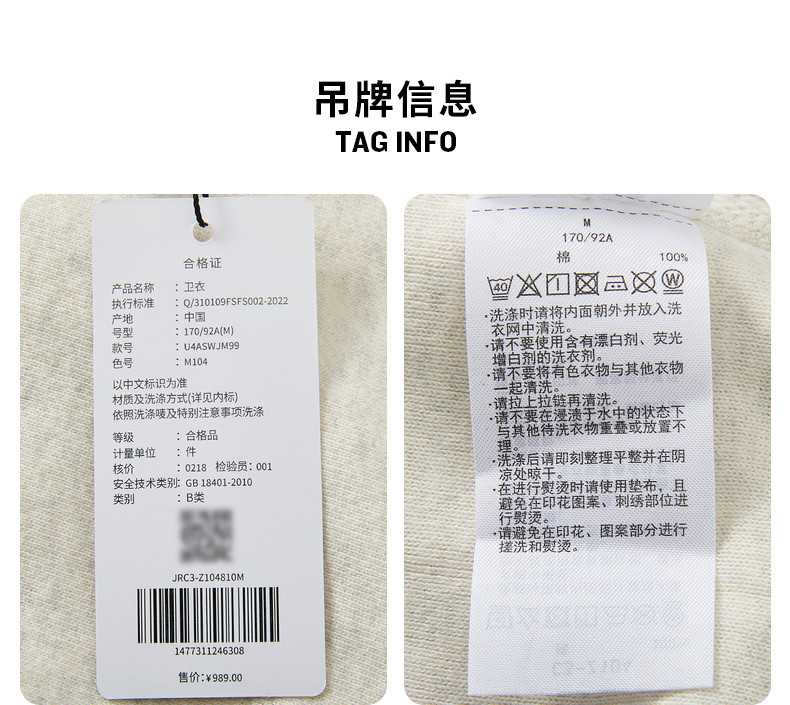 吊牌信息
TAG INFO
合格证
产品名称 ：卫衣
执行标准 ：Q/310109FSFS002-2022
产地 ：中国
号型 ：170/92A(M)
款号 ：U4ASWJM99
色号 ：M104
以中文标识为准
材质及洗涤方式(详见内标)
依照洗涤唛及特别注意事项洗涤
等级 ：合格品
计量单位 ：件
核价 ：0218 检验员：001
安全技术类别：GB 18401-2010
类别 ：B类
JRC3-Z104810M
1477311246308
售价：¥989.00
M
170/92A
棉 100%
40
W
·洗涤时请将内面朝外并放入洗
衣网中清洗。
·请不要使用含有漂白剂、荧光
增白剂的洗衣剂。
·请不要将有色衣物与其他衣物
一起清洗。
·请拉上拉链再清洗。
·请不要在浸渍于水中的状态下
与其他待洗衣物重叠或放置不
理。
·洗涤后请即刻整理平整并在阴
凉处晾干。
·在进行熨烫时请使用垫布，且
避免在印花图案、刺绣部位进
行熨烫。
·请避免在印花、图案部分进行
搓洗和熨烫。